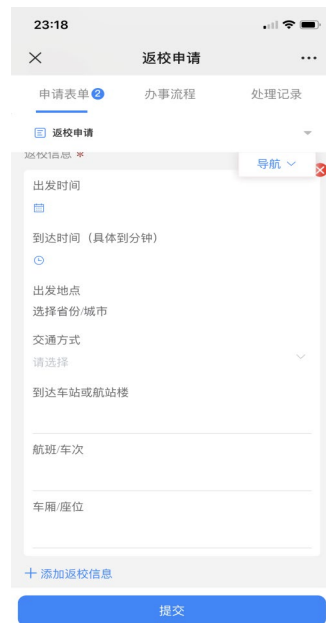 23:18
返校申请
申请表单 2
办事流程
处理记录
返校申请
返校信息 *
导航
出发时间
到达时间（具体到分钟）
出发地点
选择省份/城市
交通方式
请选择
到达车站或航站楼
航班/车次
车厢/座位
+ 添加返校信息
提交